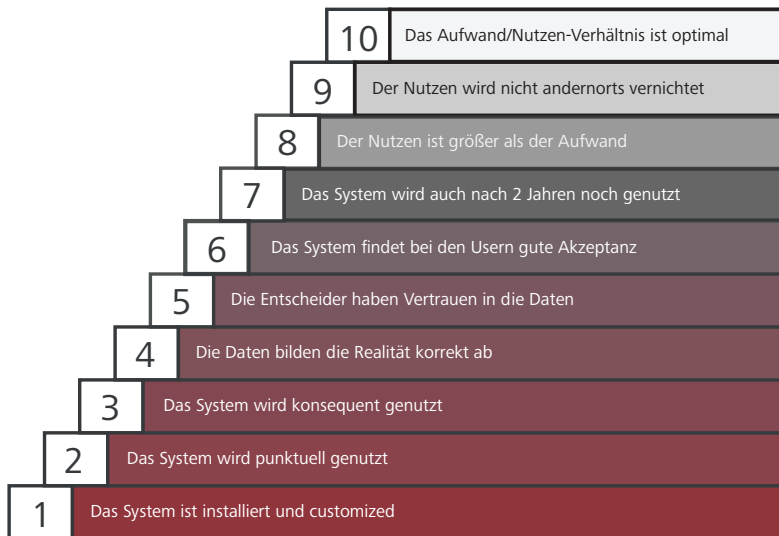 10 Das Aufwand/Nutzen-Verhältnis ist optimal
9 Der Nutzen wird nicht andernorts vernichtet
8 Der Nutzen ist größer als der Aufwand
7 Das System wird auch nach 2 Jahren noch genutzt
6 Das System findet bei den Usern gute Akzeptanz
5 Die Entscheider haben Vertrauen in die Daten
4 Die Daten bilden die Realität korrekt ab
3 Das System wird konsequent genutzt
2 Das System wird punktuell genutzt
1 Das System ist installiert und customized